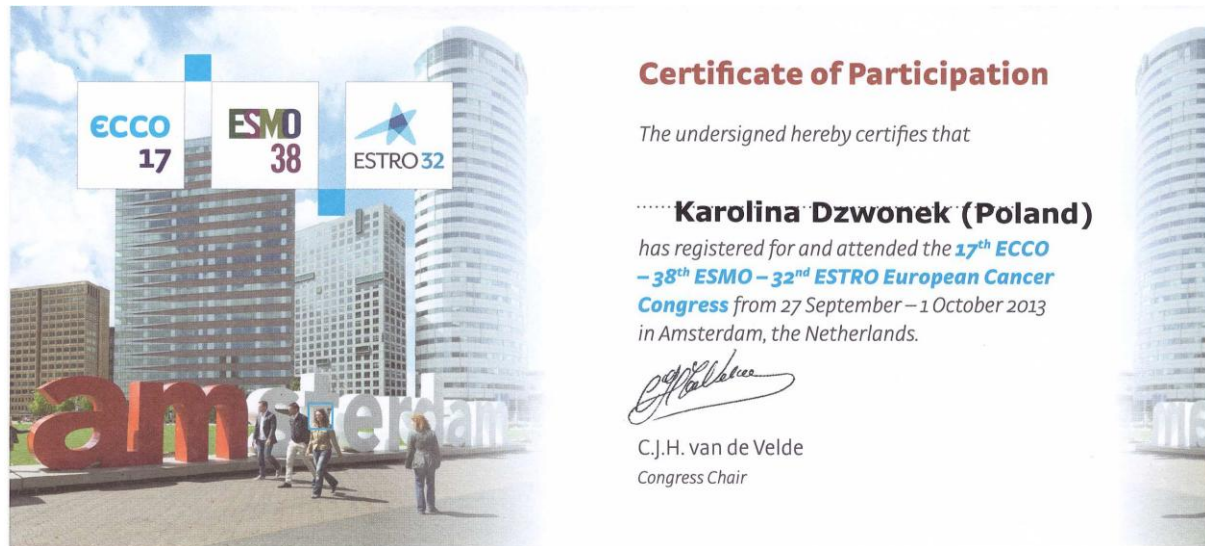 ECCO
17
ESMO
38
ESTRO 32
amsterdam
Certificate of Participation
The undersigned hereby certifies that
Karolina Dzwonek (Poland)
has registered for and attended the 17th ECCO
– 38th ESMO – 32nd ESTRO European Cancer
Congress from 27 September – 1 October 2013
in Amsterdam, the Netherlands.
C.J.H. van de Velde
Congress Chair